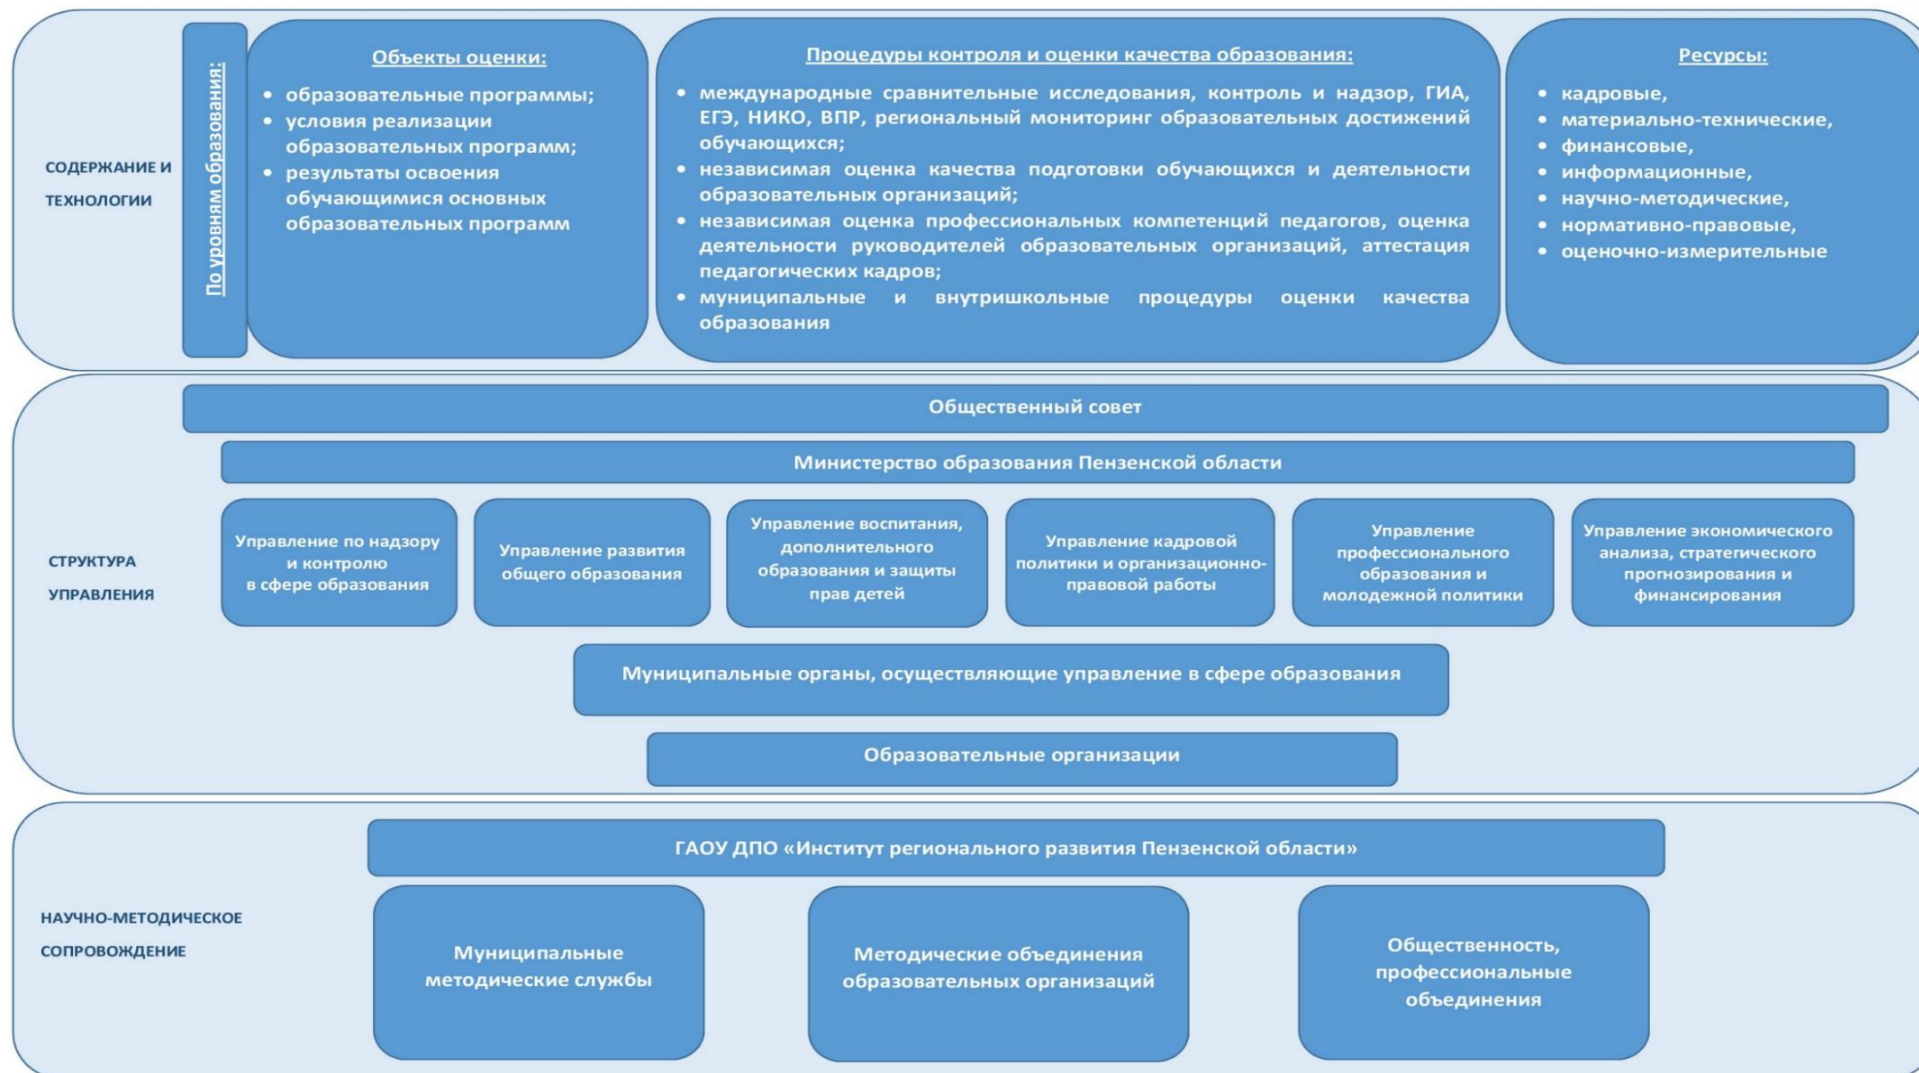 СОДЕРЖАНИЕ И
ТЕХНОЛОГИИ
По уровням образования:
Объекты оценки:
• образовательные программы;
• условия реализации
образовательных программ;
• результаты освоения
обучающимися основных
образовательных программ
Процедуры контроля и оценки качества образования:
• международные сравнительные исследования, контроль и надзор, ГИА,
ЕГЭ, НИКО, ВПР, региональный мониторинг образовательных достижений
обучающихся;
• независимая оценка качества подготовки обучающихся и деятельности
образовательных организаций;
• независимая оценка профессиональных компетенций педагогов, оценка
деятельности руководителей образовательных организаций, аттестация
педагогических кадров;
• муниципальные и внутришкольные процедуры оценки качества
образования
Ресурсы:
• кадровые,
• материально-технические,
• финансовые,
• информационные,
• научно-методические,
• нормативно-правовые,
• оценочно-измерительные
СТРУКТУРА
УПРАВЛЕНИЯ
Общественный совет
Министерство образования Пензенской области
Управление по надзору
и контролю
в сфере образования
Управление развития
общего образования
Управление воспитания,
дополнительного
образования и защиты
прав детей
Управление кадровой
политики и организационно-
правовой работы
Управление
профессионального
образования и
молодежной политики
Управление экономического
анализа, стратегического
прогнозирования и
финансирования
Муниципальные органы, осуществляющие управление в сфере образования
Образовательные организации
НАУЧНО-МЕТОДИЧЕСКОЕ
СОПРОВОЖДЕНИЕ
ГАОУ ДПО «Институт регионального развития Пензенской области»
Муниципальные
методические службы
Методические объединения
образовательных организаций
Общественность,
профессиональные
объединения